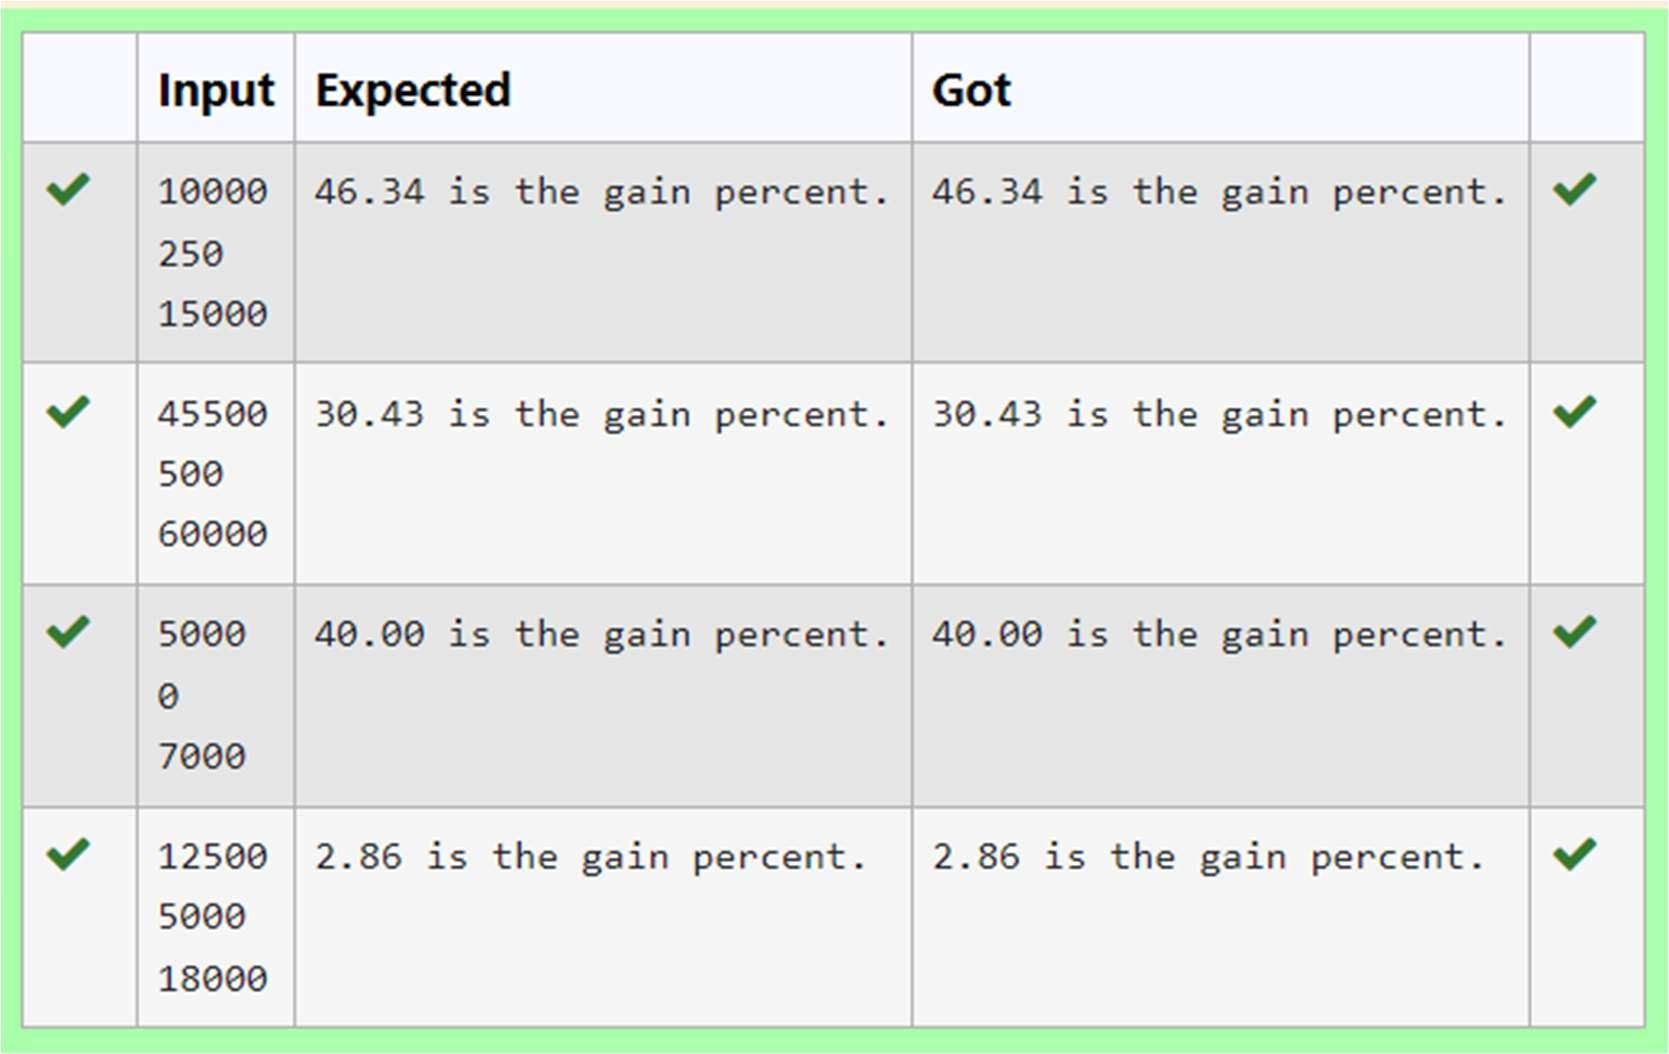 Input Expected Got
10000 46.34 is the gain percent. 46.34 is the gain percent.
250
15000
45500 30.43 is the gain percent. 30.43 is the gain percent.
500
60000
5000 40.00 is the gain percent. 40.00 is the gain percent.
0
7000
12500 2.86 is the gain percent. 2.86 is the gain percent.
5000
18000